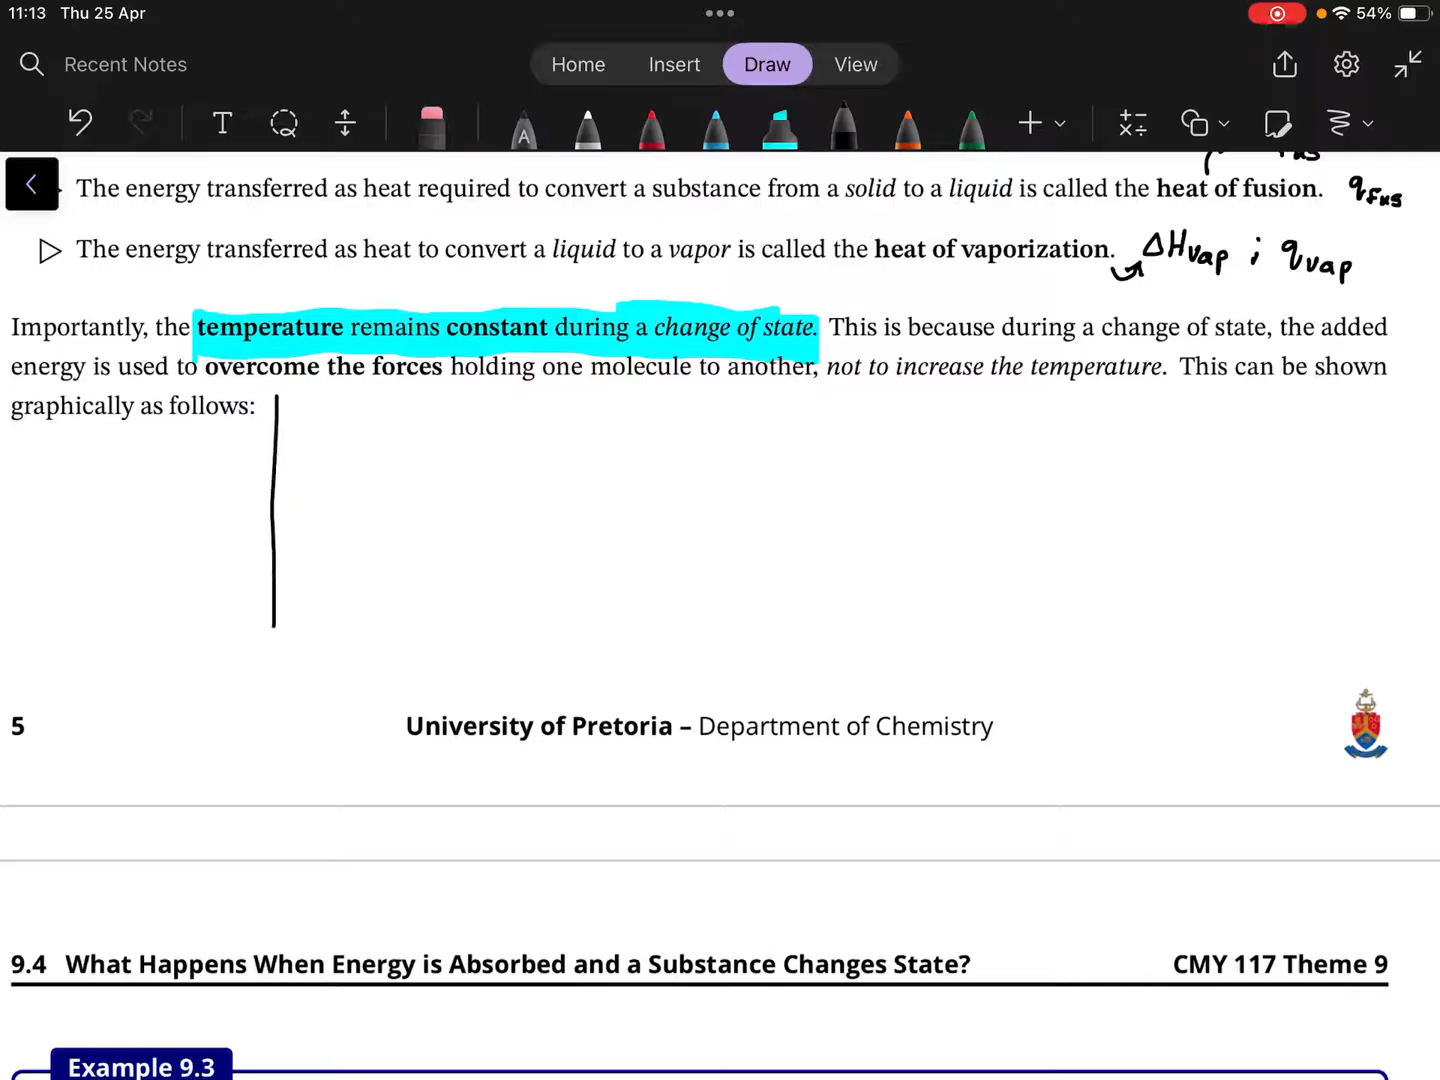 11:13 Thu 25 Apr
54%
Recent Notes
Home Insert Draw View
T
A
The energy transferred as heat required to convert a substance from a solid to a liquid is called the heat of fusion. qfus
The energy transferred as heat to convert a liquid to a vapor is called the heat of vaporization. ΔHvap ; qvap
Importantly, the temperature remains constant during a change of state. This is because during a change of state, the added
energy is used to overcome the forces holding one molecule to another, not to increase the temperature. This can be shown
graphically as follows:
5
University of Pretoria – Department of Chemistry
9.4 What Happens When Energy is Absorbed and a Substance Changes State?
CMY 117 Theme 9
Example 9.3